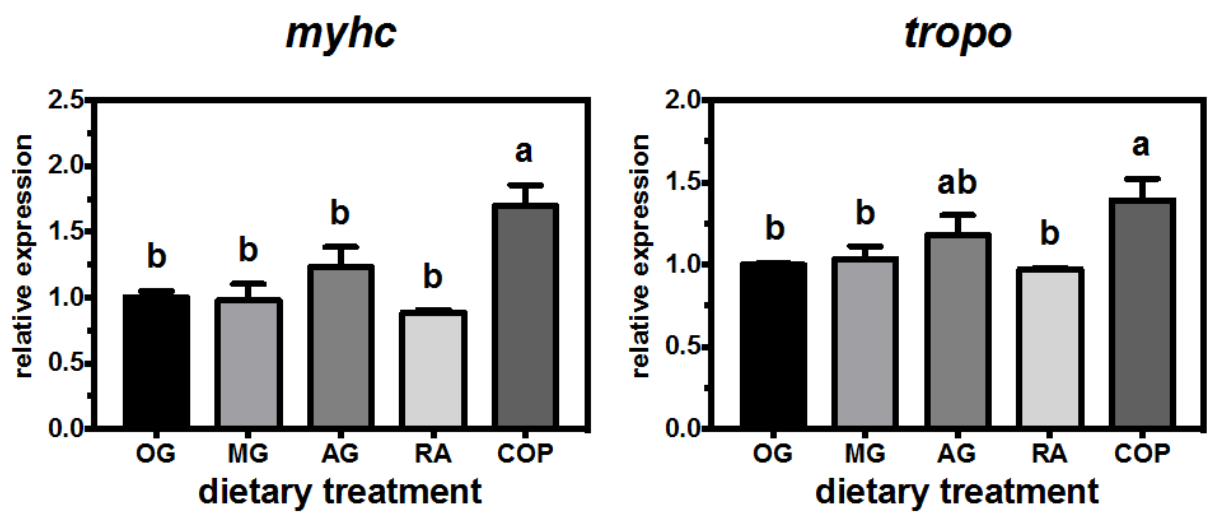 myhc
relative expression
2.5
2.0
1.5
1.0
0.5
0.0
b
b
b
b
a
OG MG AG RA COP
dietary treatment
tropo
relative expression
2.0
1.5
1.0
0.5
0.0
b
b
ab
b
a
OG MG AG RA COP
dietary treatment